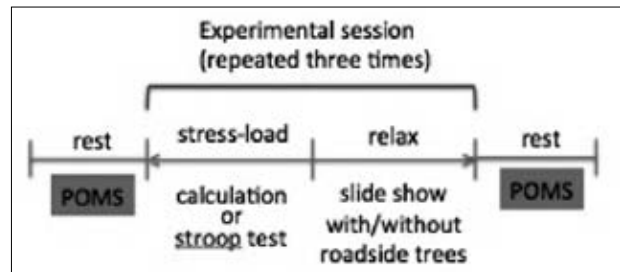 Experimental session
(repeated three times)
rest
stress-load
relax
rest
POMS
calculation
or
stroop test
slide show
with/without
roadside trees
POMS